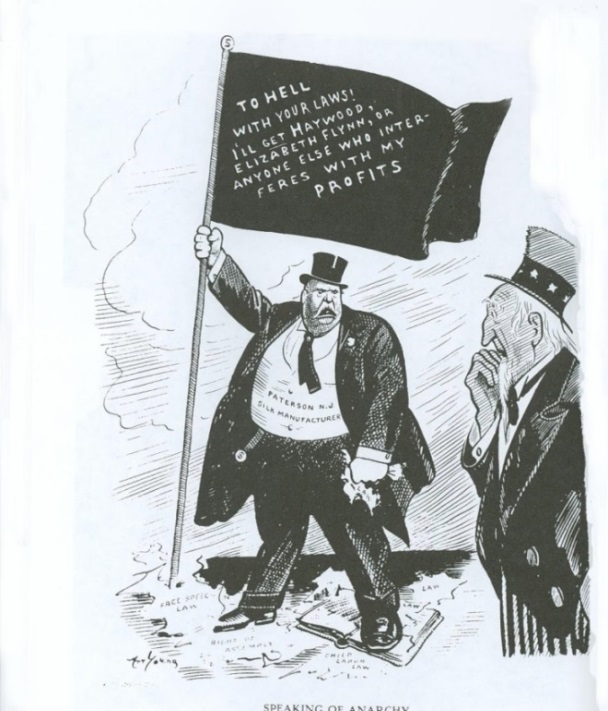 S
TO HELL
WITH YOUR LAWS!
I'LL GET HAYWOOD,
ELIZABETH FLYNN, OR
ANYONE ELSE WHO INTER-
FERES WITH MY
PROFITS
PATERSON N.J.
SILK MANUFACTURER
S
FREE SPEECH
LAW
RIGHT OF
ASSEMBLY
CHILD
LABOR
LAW
LAW
LAW
Art Young
SPEAKING OF ANARCHY